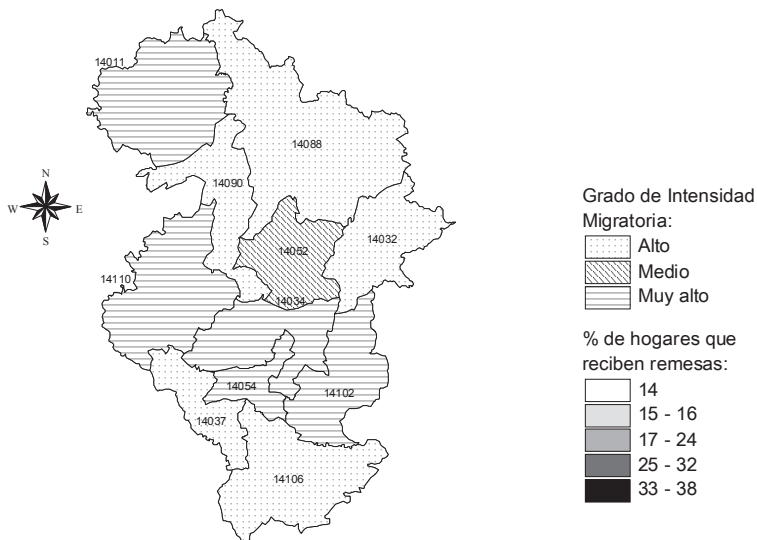 14011
14088
N
14090
W E
14032
S
14052
14110
14034
14054
14102
14037
14106
Grado de Intensidad
Migratoria:
Alto
Medio
Muy alto
% de hogares que
reciben remesas:
14
15 - 16
17 - 24
25 - 32
33 - 38